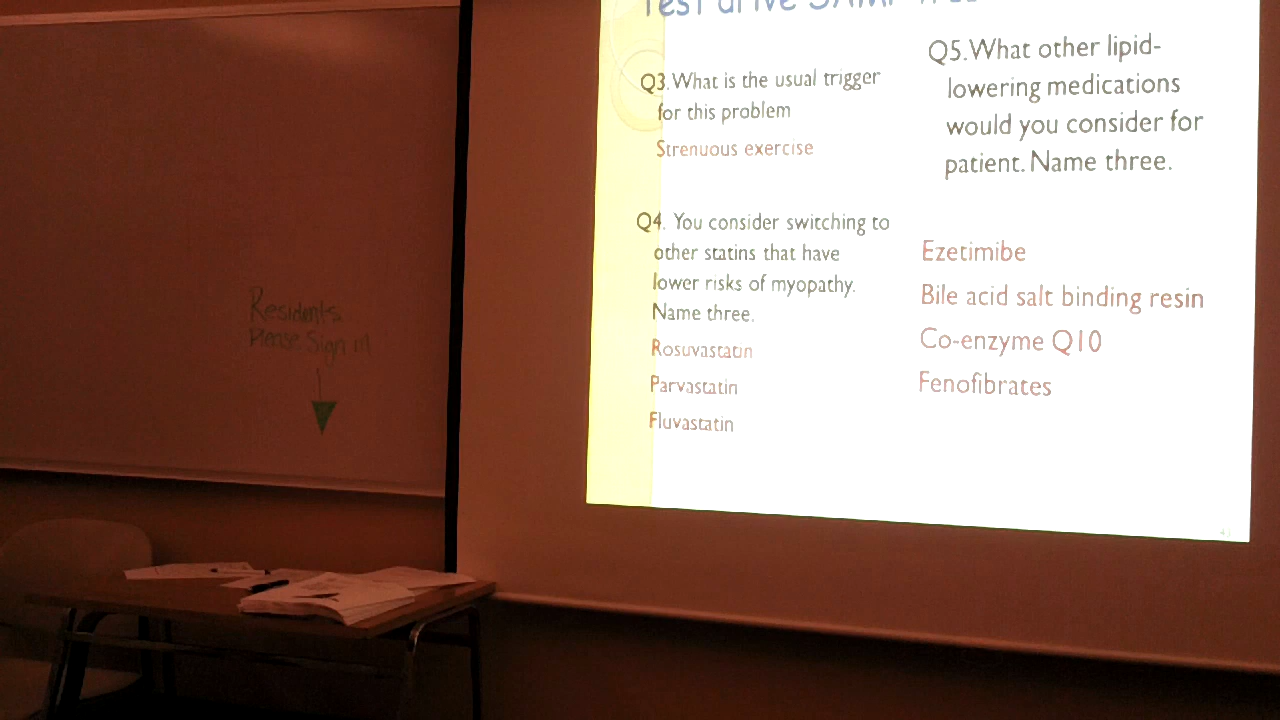 Test drive
Q3. What is the usual trigger
for this problem
Strenuous exercise
Q4. You consider switching to
other statins that have
lower risks of myopathy.
Name three.
Rosuvastatin
Parvastatin
Fluvastatin
Q5. What other lipid-
lowering medications
would you consider for
patient. Name three.
Ezetimibe
Bile acid salt binding resin
Co-enzyme Q10
Fenofibrates
Residents:
Please Sign in